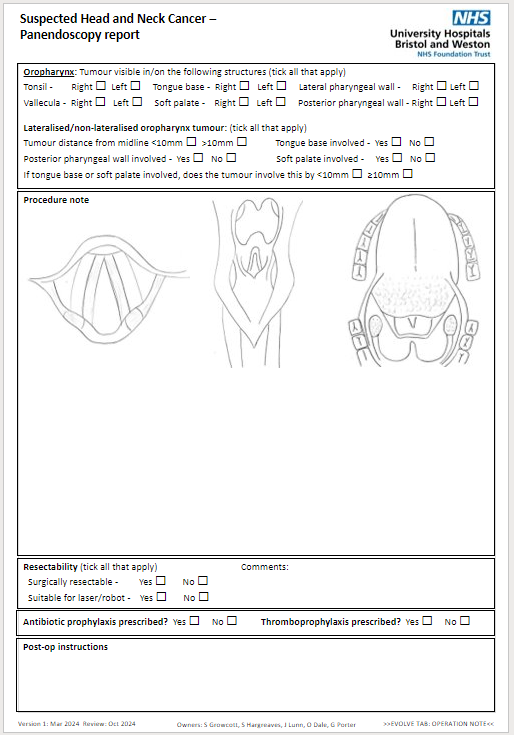 Suspected Head and Neck Cancer –
Panendoscopy report
NHS
University Hospitals
Bristol and Weston
NHS Foundation Trust
Oropharynx: Tumour visible in/on the following structures (tick all that apply)
Tonsil - Right ☐ Left ☐ Tongue base - Right ☐ Left ☐ Lateral pharyngeal wall - Right ☐ Left ☐
Vallecula - Right ☐ Left ☐ Soft palate - Right ☐ Left ☐ Posterior pharyngeal wall - Right ☐ Left ☐
Lateralised/non-lateralised oropharynx tumour: (tick all that apply)
Tumour distance from midline <10mm ☐ >10mm ☐ Tongue base involved - Yes ☐ No ☐
Posterior pharyngeal wall involved - Yes ☐ No ☐ Soft palate involved - Yes ☐ No ☐
If tongue base or soft palate involved, does the tumour involve this by <10mm ☐ ≥10mm ☐
Procedure note
Resectability (tick all that apply) Comments:
Surgically resectable - Yes ☐ No ☐
Suitable for laser/robot - Yes ☐ No ☐
Antibiotic prophylaxis prescribed? Yes ☐ No ☐ Thromboprophylaxis prescribed? Yes ☐ No ☐
Post-op instructions
Version 1: Mar 2024 Review: Oct 2024 Owners: S Growcott, S Hargreaves, J Lunn, O Dale, G Porter >>EVOLVE TAB: OPERATION NOTE<<